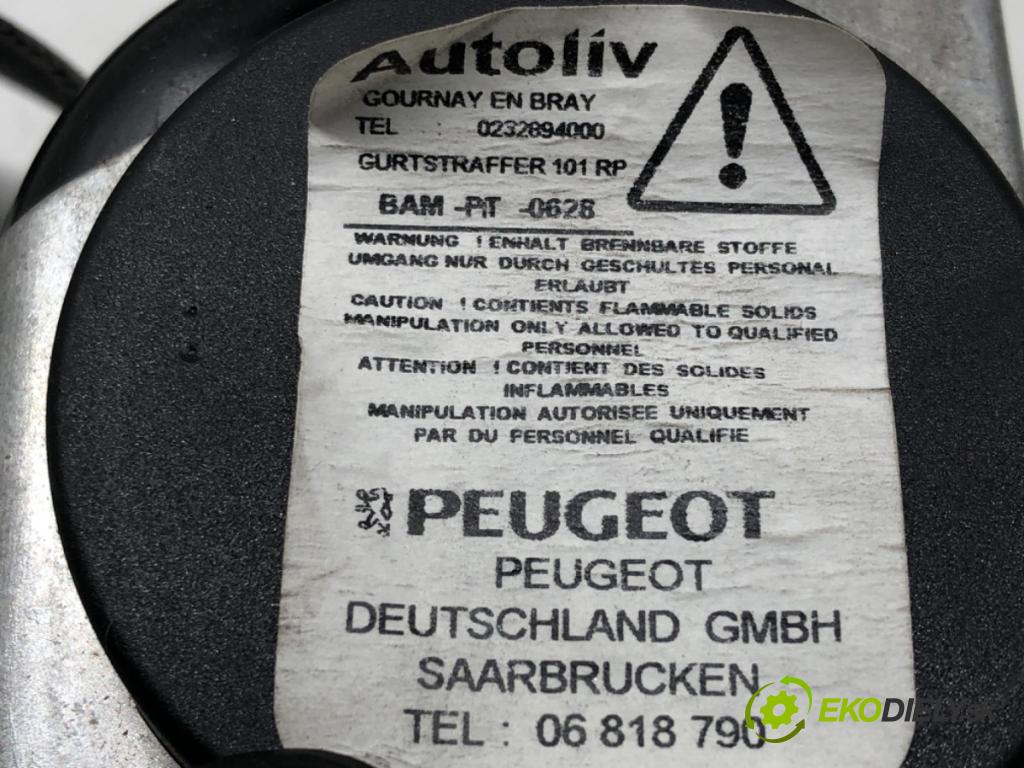 Autoliv
GOURNAY EN BRAY
TEL : 0232894000
GURTSTRAFFER 101 RP
BAM -PıT -0628
WARNUNG ! ENHALT BRENNBARE STOFFE
UMGANG NUR DURCH GESCHULTES PERSONAL
ERLAUBT
CAUTION ! CONTIENTS FLAMMABLE SOLIDS
MANIPULATION ONLY ALLOWED TO QUALIFIED
PERSONNEL
ATTENTION ! CONTIENT DES SOLIDES
INFLAMMABLES
MANIPULATION AUTORISEE UNIQUEMENT
PAR DU PERSONNEL QUALIFIE
PEUGEOT
PEUGEOT
DEUTSCHLAND GMBH
SAARBRUCKEN
TEL : 06 818 790